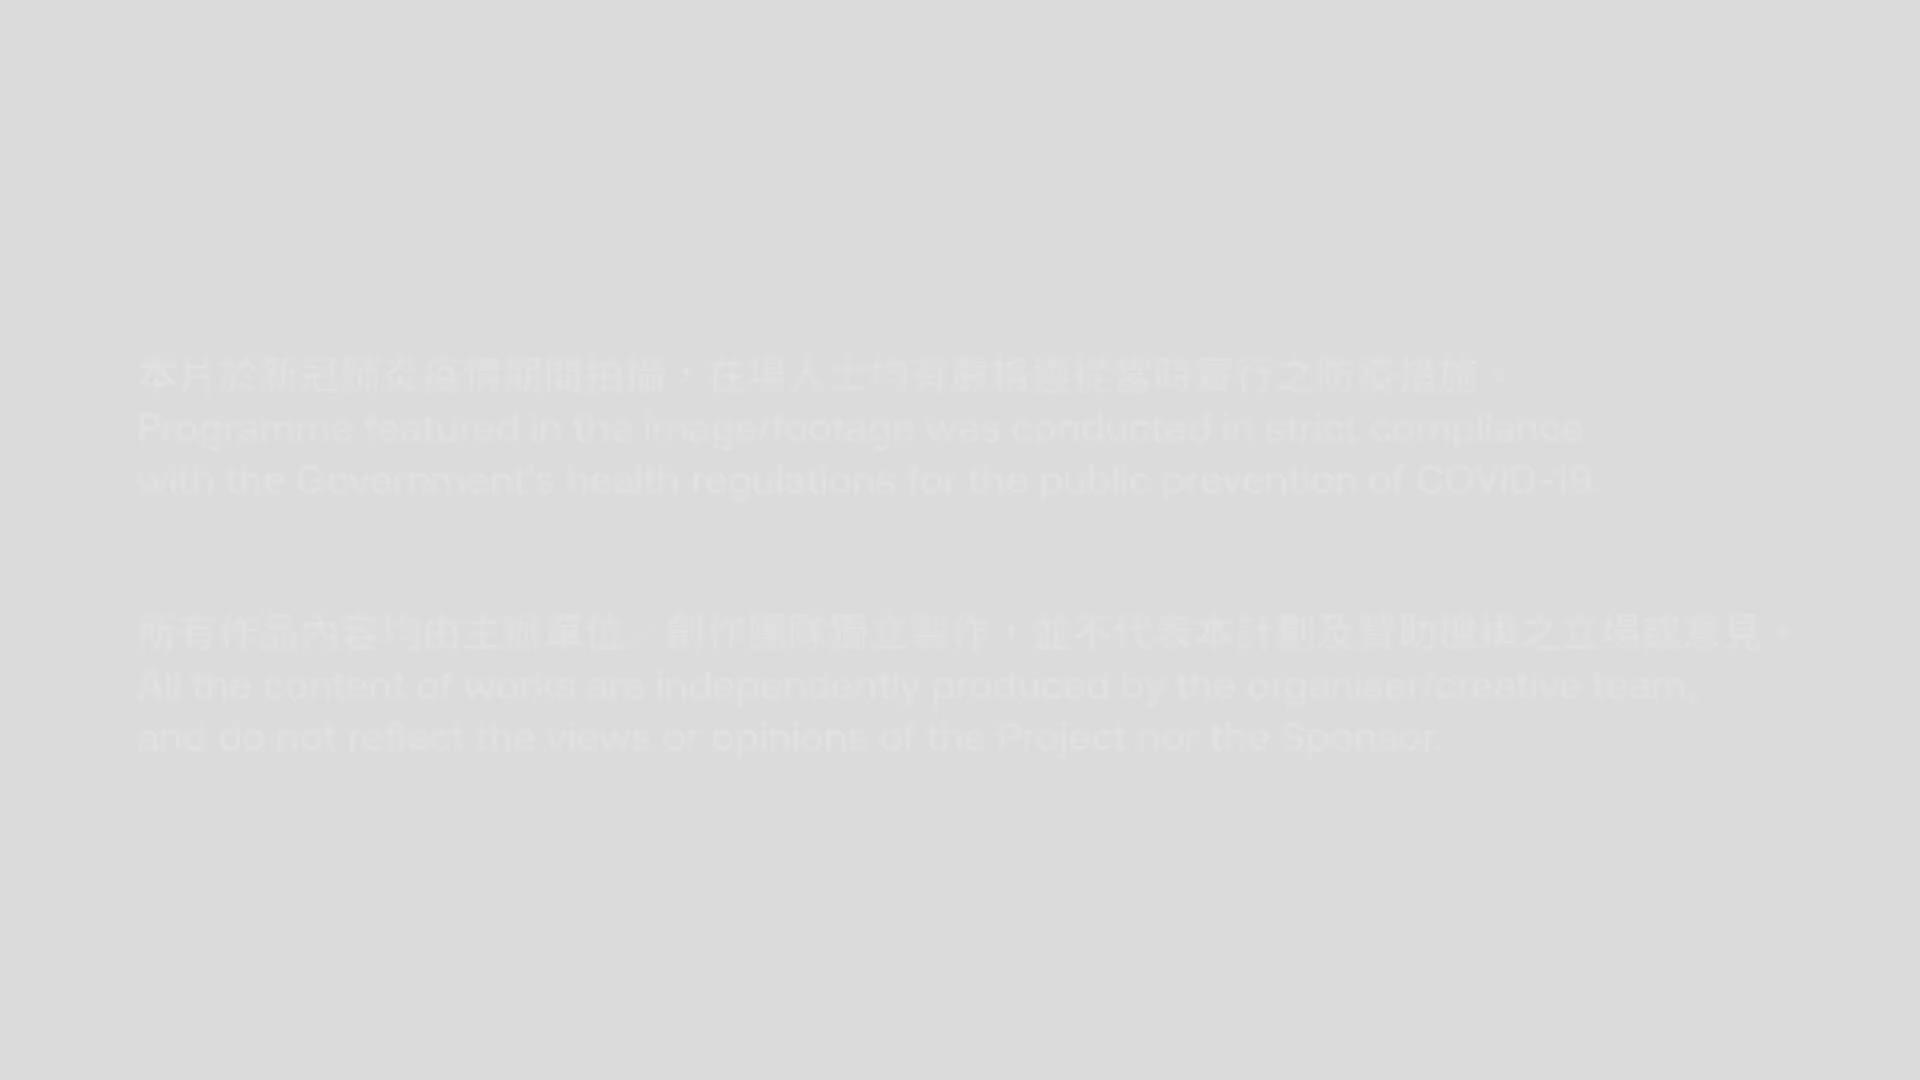 本片於新冠肺炎疫情期間拍攝，在場人士均有嚴格遵從當時實行之防疫措施。
Programme featured in the image/footage was conducted in strict compliance
with the Government's health regulations for the public prevention of COVID-19.
所有作品內容均由主辦單位／創作團隊獨立製作，並不代表本計劃及贊助機構之立場或意見。
All the content of works are independently produced by the organiser/creative team,
and do not reflect the views or opinions of the Project nor the Sponsor.